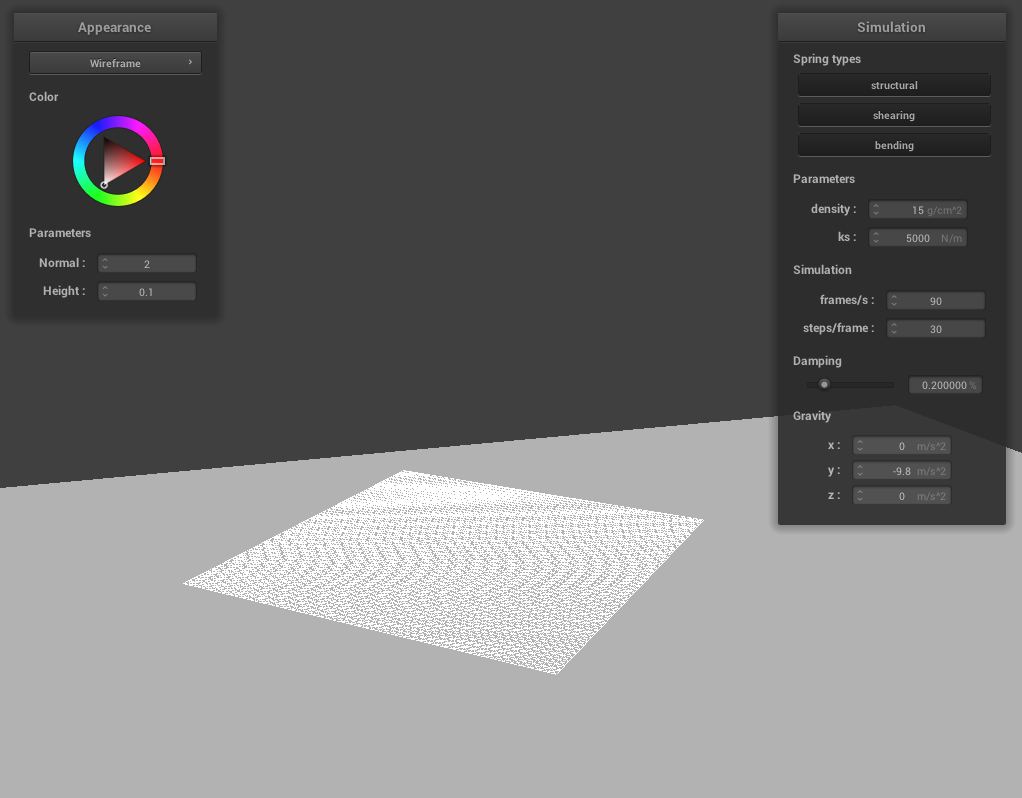 Appearance
Wireframe
Color
Parameters
Normal : 2
Height : 0.1
Simulation
Spring types
structural
shearing
bending
Parameters
density : 15 g/cm^2
ks : 5000 N/m
Simulation
frames/s : 90
steps/frame : 30
Damping
0.200000 %
Gravity
x : 0 m/s^2
y : -9.8 m/s^2
z : 0 m/s^2